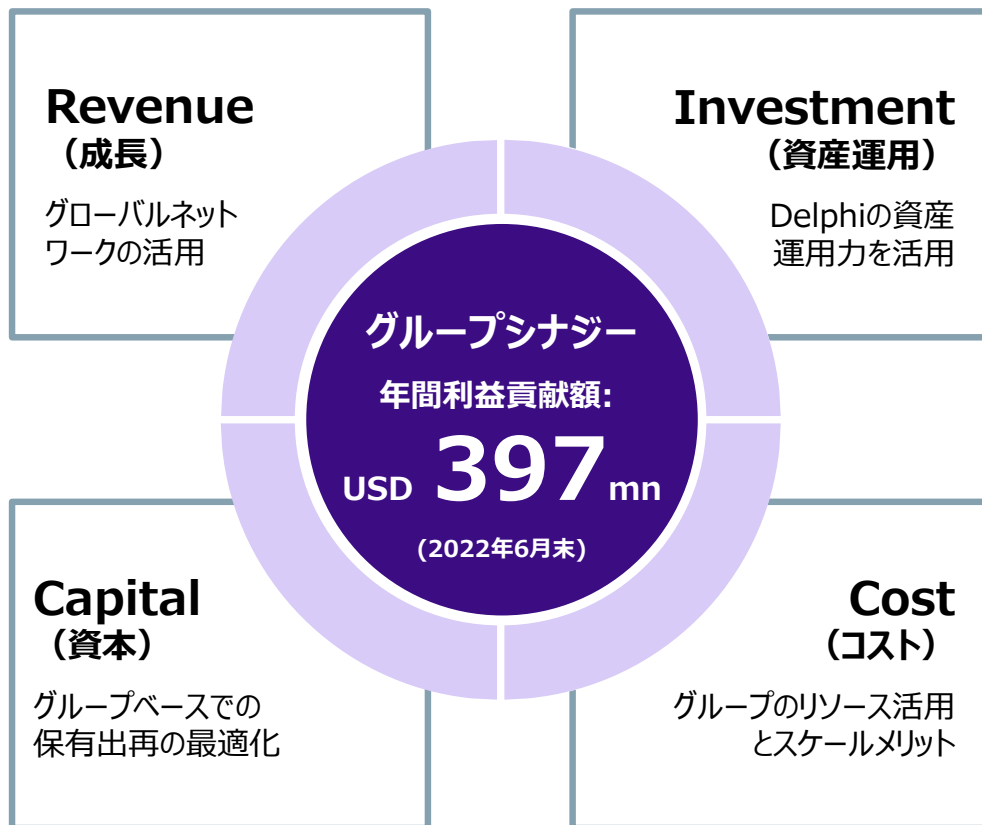 Revenue
（成長）
グローバルネット
ワークの活用
Investment
（資産運用）
Delphiの資産
運用力を活用
グループシナジー
年間利益貢献額:
USD 397 mn
(2022年6月末)
Capital
（資本）
グループベースでの
保有出再の最適化
Cost
（コスト）
グループのリソース活用
とスケールメリット